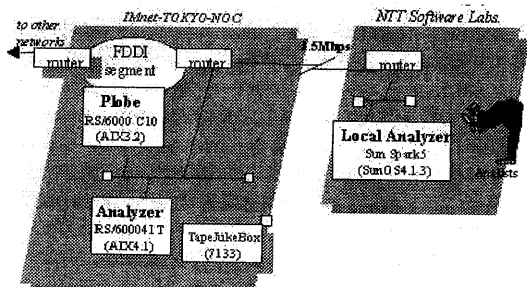 IMnet-TOKYO-NOC
NTT Software Labs.
to other
networks
router
FDDI
segment
router
1.5Mbps
router
Plobe
RS/6000 C10
(AIX3.2)
Local Analyzer
Sun Spark5
(SunOS4.1.3)
Analyzer
RS/6000 41T
(AIX4.1)
TapeJukeBox
(7133)